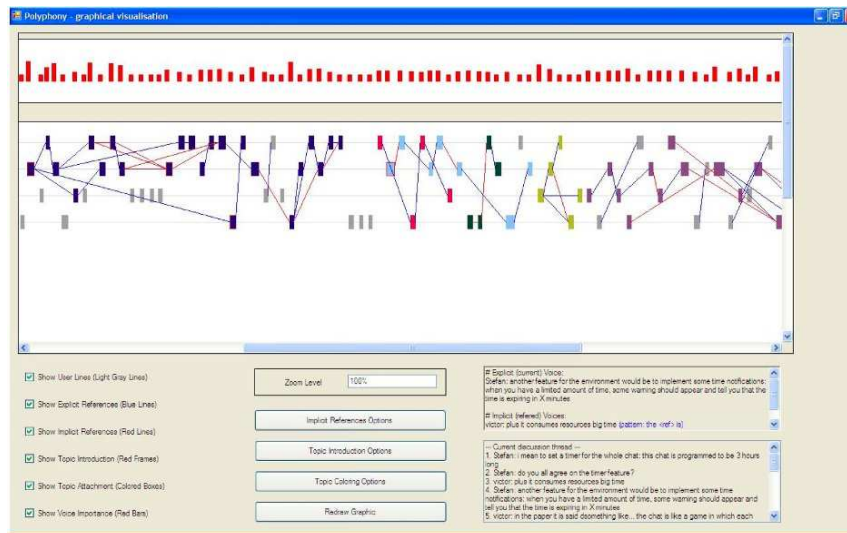 Polyphony - graphical visualisation
Show User Lines (Light Gray Lines)
Show Explicit References (Blue Lines)
Show Implicit References (Red Lines)
Show Topic Introduction (Red Frames)
Show Topic Attachment (Colored Boxes)
Show Voice Importance (Red Bars)
Zoom Level
100%
Implicit References Options
Topic Introduction Options
Topic Coloring Options
Redraw Graphic
# Explicit (current) Voice:
Stefan: another feature for the environment would be to implement some time notifications:
when you have a limited amount of time, some warning should appear and tell you that the
time is expiring in X minutes
# Implicit (refered) Voices:
victor: plus it consumes resources big time (pattern: the <ref> is)
--- Current discussion thread ---
1. Stefan: i mean to set a timer for the whole chat: this chat is programmed to be 3 hours
long
2. Stefan: do you all agree on the timer feature?
3. victor: plus it consumes resources big time
4. Stefan: another feature for the environment would be to implement some time
notifications: when you have a limited amount of time, some warning should appear and
tell you that the time is expiring in X minutes
5. victor: in the paper it is said dsomething like... the chat is like a game in which each